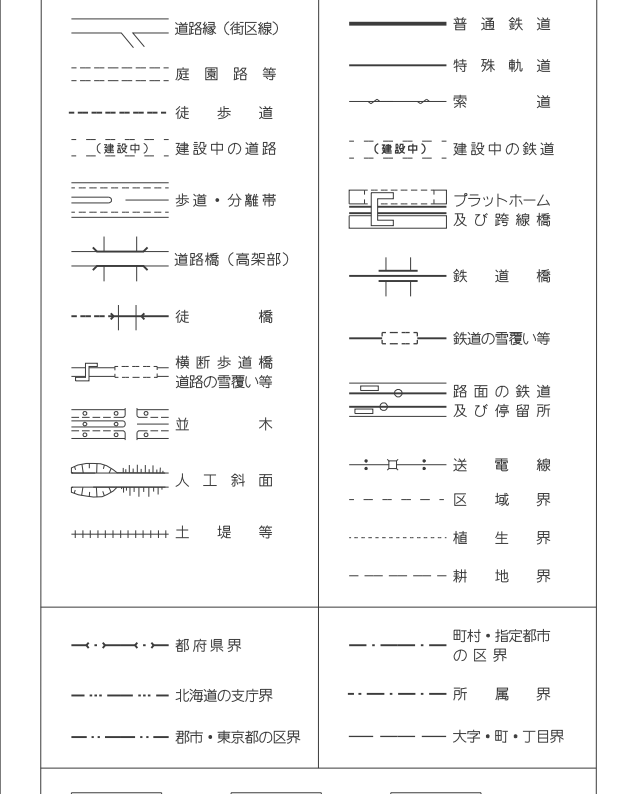 道路縁（街区線）
庭園路等
徒歩道
（建設中） 建設中の道路
歩道・分離帯
道路橋（高架部）
徒橋
横断歩道橋
道路の雪覆い等
並木
人工斜面
土堤等
普通鉄道
特殊軌道
索道
（建設中） 建設中の鉄道
プラットホーム
及び跨線橋
鉄道橋
鉄道の雪覆い等
路面の鉄道
及び停留所
送電線
区域界
植生界
耕地界
都府県界
北海道の支庁界
郡市・東京都の区界
町村・指定都市
の区界
所属界
大字・町・丁目界